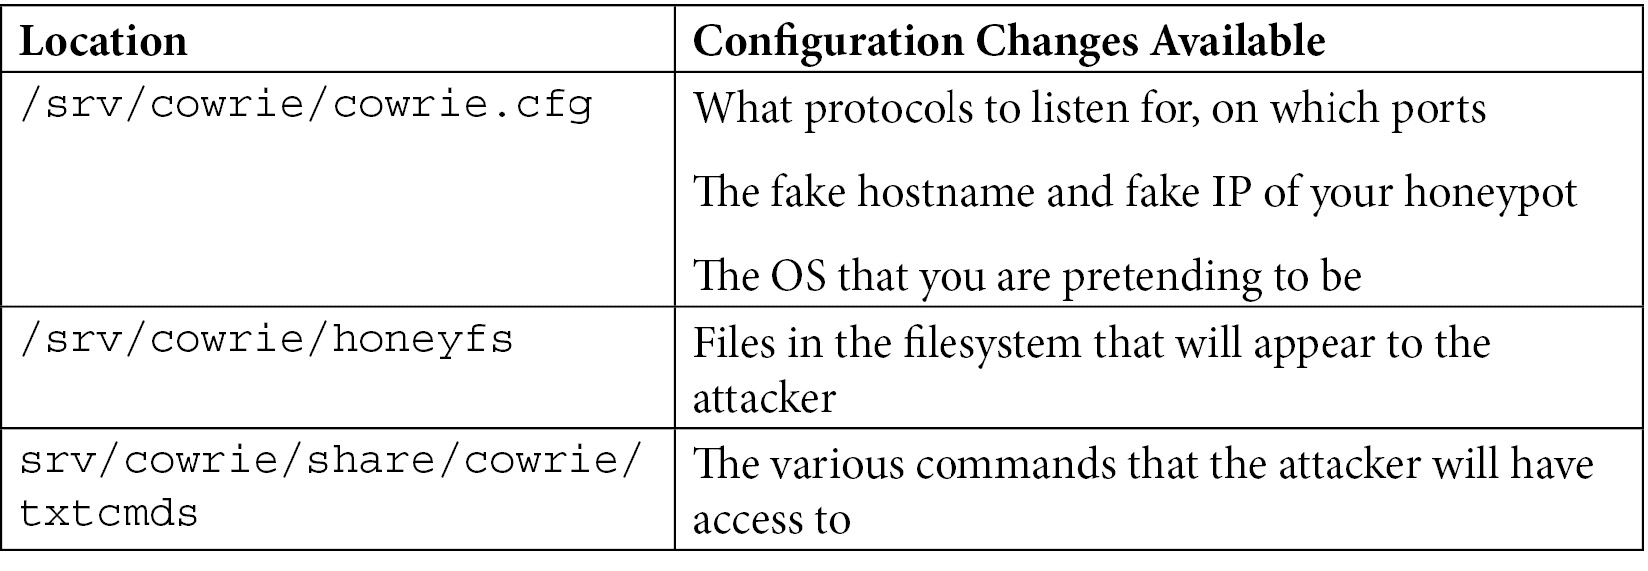 Location
Configuration Changes Available
/srv/cowrie/cowrie.cfg
What protocols to listen for, on which ports
The fake hostname and fake IP of your honeypot
The OS that you are pretending to be
/srv/cowrie/honeyfs
Files in the filesystem that will appear to the
attacker
srv/cowrie/share/cowrie/
txtcmds
The various commands that the attacker will have
access to